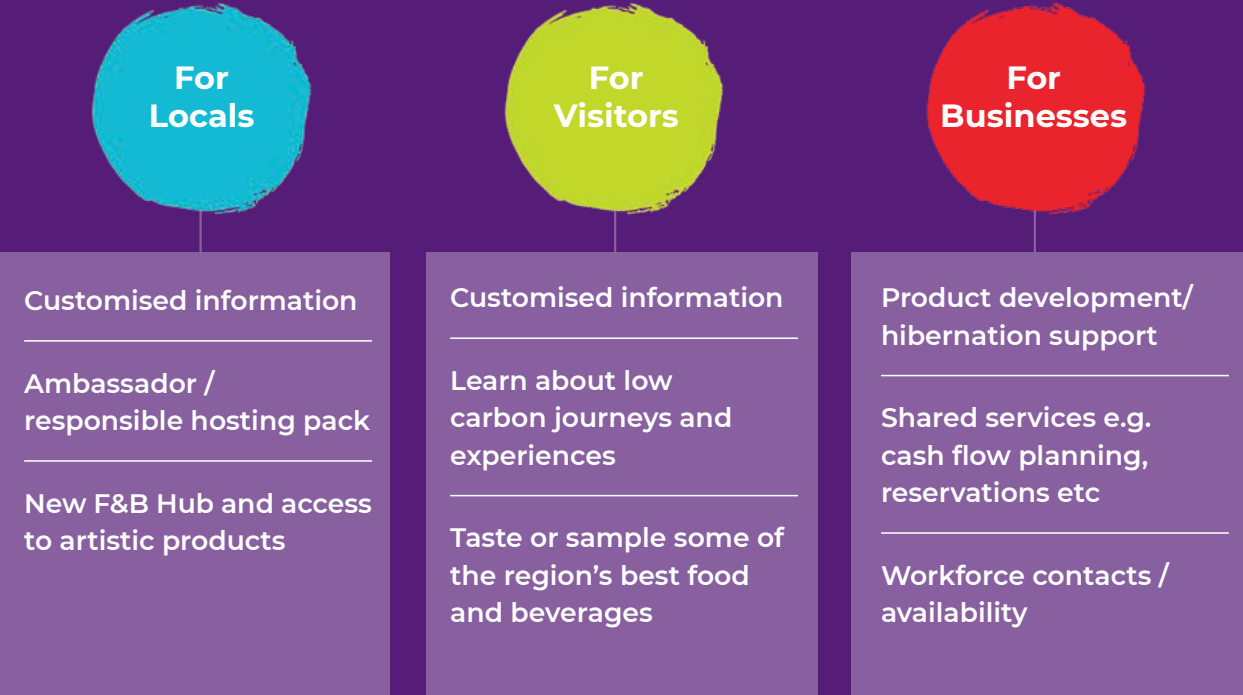 For
Locals
Customised information
Ambassador /
responsible hosting pack
New F&B Hub and access
to artistic products
For
Visitors
Customised information
Learn about low
carbon journeys and
experiences
Taste or sample some of
the region’s best food
and beverages
For
Businesses
Product development/
hibernation support
Shared services e.g.
cash flow planning,
reservations etc
Workforce contacts /
availability